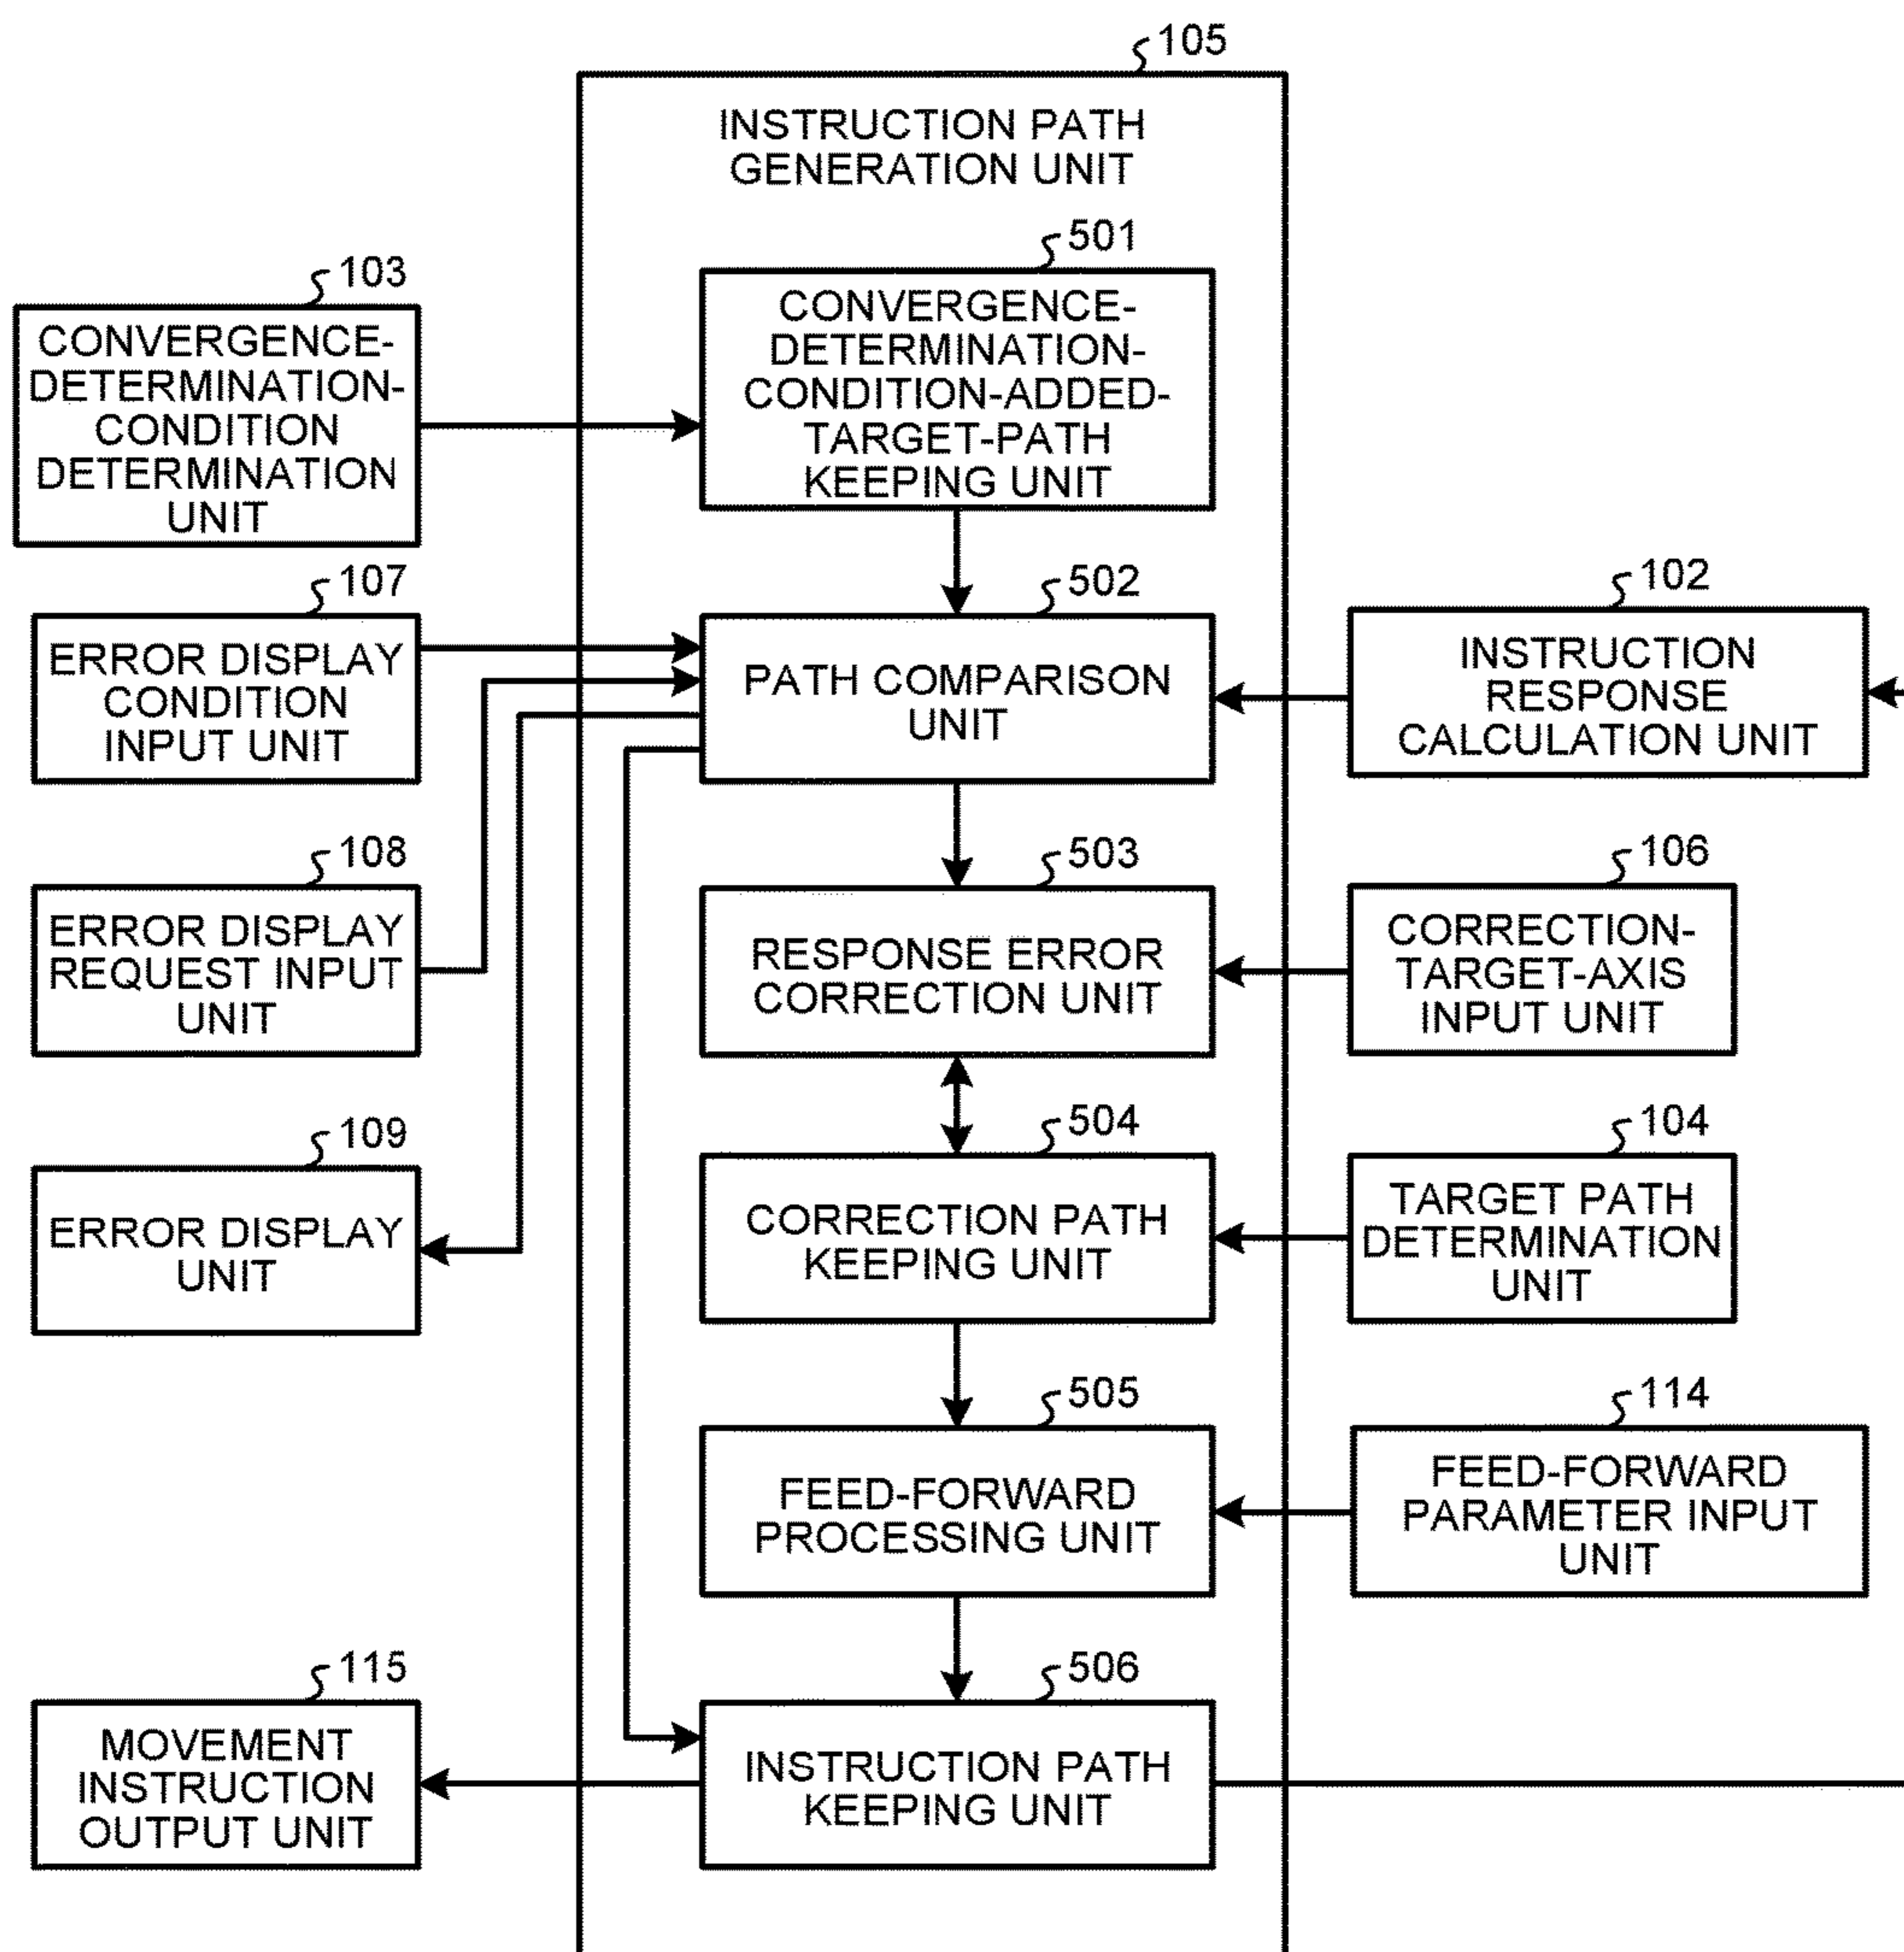 105
INSTRUCTION PATH
GENERATION UNIT
103
CONVERGENCE-
DETERMINATION-
CONDITION
DETERMINATION
UNIT
501
CONVERGENCE-
DETERMINATION-
CONDITION-ADDED-
TARGET-PATH
KEEPING UNIT
107
ERROR DISPLAY
CONDITION
INPUT UNIT
502
PATH COMPARISON
UNIT
102
INSTRUCTION
RESPONSE
CALCULATION UNIT
108
ERROR DISPLAY
REQUEST INPUT
UNIT
503
RESPONSE ERROR
CORRECTION UNIT
106
CORRECTION-
TARGET-AXIS
INPUT UNIT
109
ERROR DISPLAY
UNIT
504
CORRECTION PATH
KEEPING UNIT
104
TARGET PATH
DETERMINATION
UNIT
505
FEED-FORWARD
PROCESSING UNIT
114
FEED-FORWARD
PARAMETER INPUT
UNIT
115
MOVEMENT
INSTRUCTION
OUTPUT UNIT
506
INSTRUCTION PATH
KEEPING UNIT